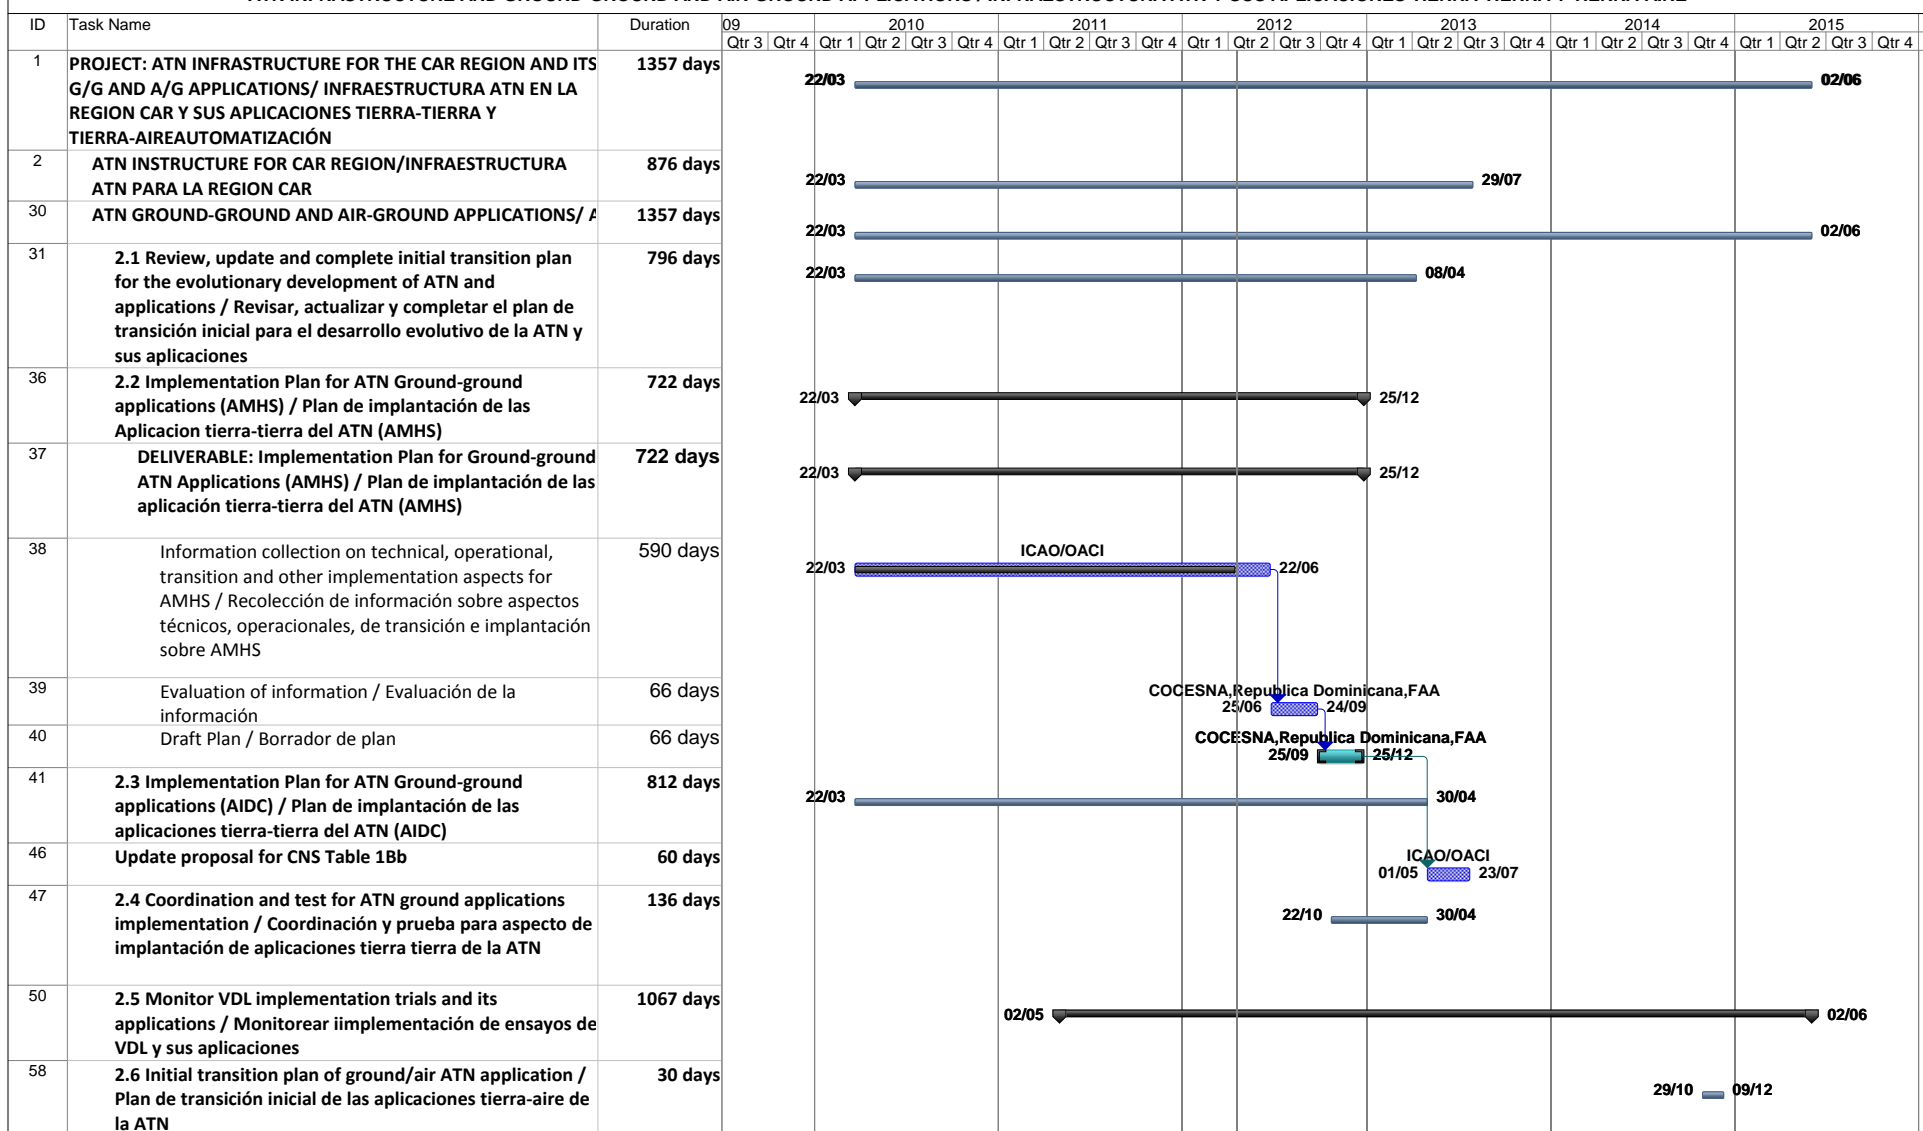 ID Task Name Duration 09 2010 2011 2012 2013 2014 2015
Qtr 3 Qtr 4 Qtr 1 Qtr 2 Qtr 3 Qtr 4 Qtr 1 Qtr 2 Qtr 3 Qtr 4 Qtr 1 Qtr 2 Qtr 3 Qtr 4 Qtr 1 Qtr 2 Qtr 3 Qtr 4 Qtr 1 Qtr 2 Qtr 3 Qtr 4 Qtr 1 Qtr 2 Qtr 3 Qtr 4
1 PROJECT: ATN INFRASTRUCTURE FOR THE CAR REGION AND ITS 1357 days
G/G AND A/G APPLICATIONS/ INFRAESTRUCTURA ATN EN LA 22/03 02/06
REGION CAR Y SUS APLICACIONES TIERRA-TIERRA Y
TIERRA-AIREAUTOMATIZACIÓN
2 ATN INSTRUCTURE FOR CAR REGION/INFRAESTRUCTURA 876 days
ATN PARA LA REGION CAR 22/03 29/07
30 ATN GROUND-GROUND AND AIR-GROUND APPLICATIONS/ 1357 days
22/03 02/06
31 2.1 Review, update and complete initial transition plan 796 days
for the evolutionary development of ATN and 22/03 08/04
applications / Revisar, actualizar y completar el plan de
transición inicial para el desarrollo evolutivo de la ATN y
sus aplicaciones
36 2.2 Implementation Plan for ATN Ground-ground 722 days
applications (AMHS) / Plan de implantación de las 22/03 25/12
Aplicacion tierra-tierra del ATN (AMHS)
37 DELIVERABLE: Implementation Plan for Ground-ground 722 days
ATN Applications (AMHS) / Plan de implantación de las 22/03 25/12
aplicación tierra-tierra del ATN (AMHS)
38 Information collection on technical, operational, 590 days ICAO/OACI
transition and other implementation aspects for 22/03 22/06
AMHS / Recolección de información sobre aspectos
técnicos, operacionales, de transición e implantación
sobre AMHS
39 Evaluation of information / Evaluación de la 66 days COCESNA,Republica Dominicana,FAA
información 25/06 24/09
40 Draft Plan / Borrador de plan 66 days COCESNA,Republica Dominicana,FAA
25/09 25/12
41 2.3 Implementation Plan for ATN Ground-ground 812 days
applications (AIDC) / Plan de implantación de las 22/03 30/04
aplicaciones tierra-tierra del ATN (AIDC)
46 Update proposal for CNS Table 1Bb 60 days ICAO/OACI
01/05 23/07
47 2.4 Coordination and test for ATN ground applications 136 days
implementation / Coordinación y prueba para aspecto de 22/10 30/04
implantación de aplicaciones tierra tierra de la ATN
50 2.5 Monitor VDL implementation trials and its 1067 days
applications / Monitorear iimplementación de ensayos de 02/05 02/06
VDL y sus aplicaciones
58 2.6 Initial transition plan of ground/air ATN application / 30 days
Plan de transición inicial de las aplicaciones tierra-aire de 29/10 09/12
la ATN